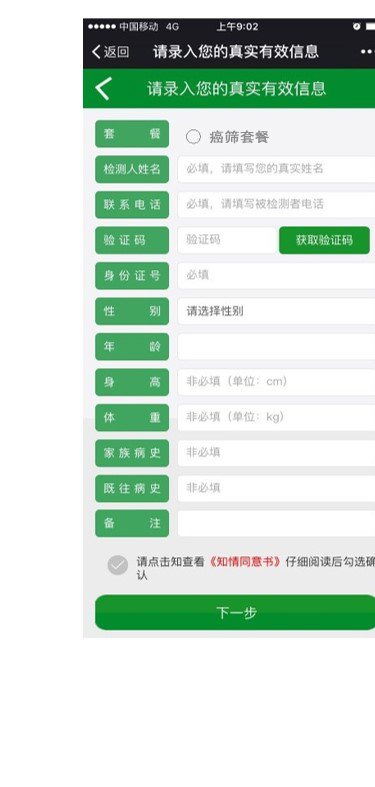 中国移动 4G 上午9:02
返回 请录入您的真实有效信息
请录入您的真实有效信息
套餐 癌筛套餐
检测人姓名 必填，请填写您的真实姓名
联系电话 必填，请填写被检测者电话
验证码 验证码 获取验证码
身份证号 必填
性别 请选择性别
年龄
身高 非必填（单位：cm）
体重 非必填（单位：kg）
家族病史 非必填
既往病史 非必填
备注
请点击知查看《知情同意书》仔细阅读后勾选确
认
下一步